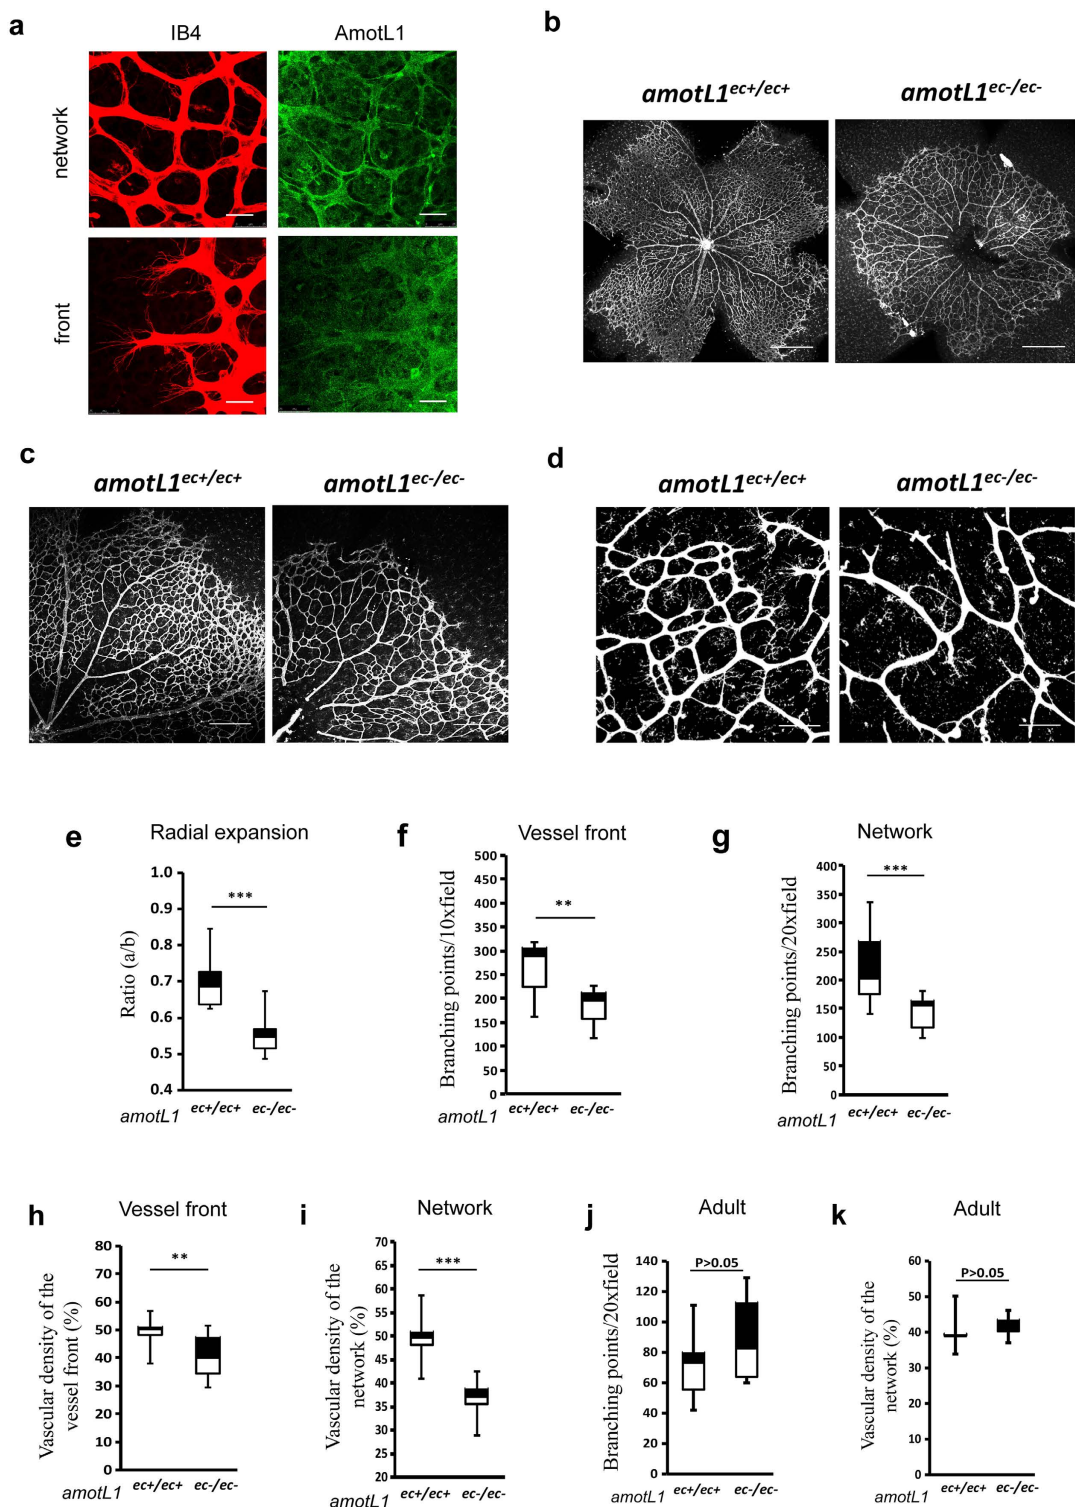 a
IB4
AmotL1
network
front
b
amotL1ec+/ec+
amotL1ec-/ec-
c
amotL1ec+/ec+
amotL1ec-/ec-
d
amotL1ec+/ec+
amotL1ec-/ec-
e
Radial expansion
Ratio (a/b)
1.0
0.9
0.8
0.7
0.6
0.5
0.4
***
amotL1
ec+/ec+
ec-/ec-
f
Vessel front
Branching points/10xfield
500
450
400
350
300
250
200
150
100
50
0
**
amotL1
ec+/ec+
ec-/ec-
g
Network
Branching points/20xfield
400
350
300
250
200
150
100
50
0
***
amotL1
ec+/ec+
ec-/ec-
h
Vessel front
Vascular density of the
vessel front (%)
80
70
60
50
40
30
20
10
0
**
amotL1
ec+/ec+
ec-/ec-
i
Network
Vascular density of the
network (%)
70
65
60
55
50
45
40
35
30
25
20
***
amotL1
ec+/ec+
ec-/ec-
j
Adult
Branching points/20xfield
140
120
100
80
60
40
20
0
P>0.05
amotL1
ec+/ec+
ec-/ec-
k
Adult
Vascular density of the
network (%)
60
50
40
30
20
10
0
P>0.05
amotL1
ec+/ec+
ec-/ec-